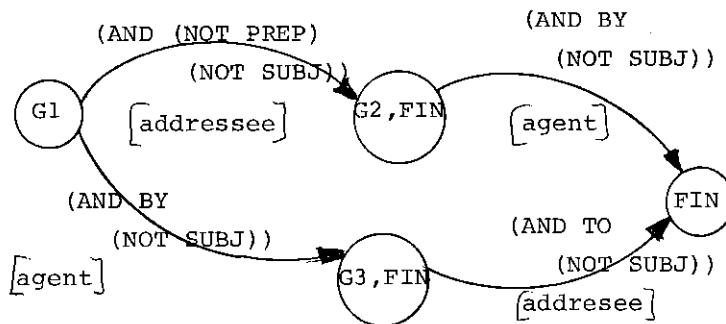 (AND (NOT PREP)
(NOT SUBJ))
(AND BY
(NOT SUBJ))
G1
[addressee]
G2,FIN
[agent]
(AND BY
(NOT SUBJ))
[agent]
G3,FIN
(AND TO
(NOT SUBJ))
[addresee]
FIN